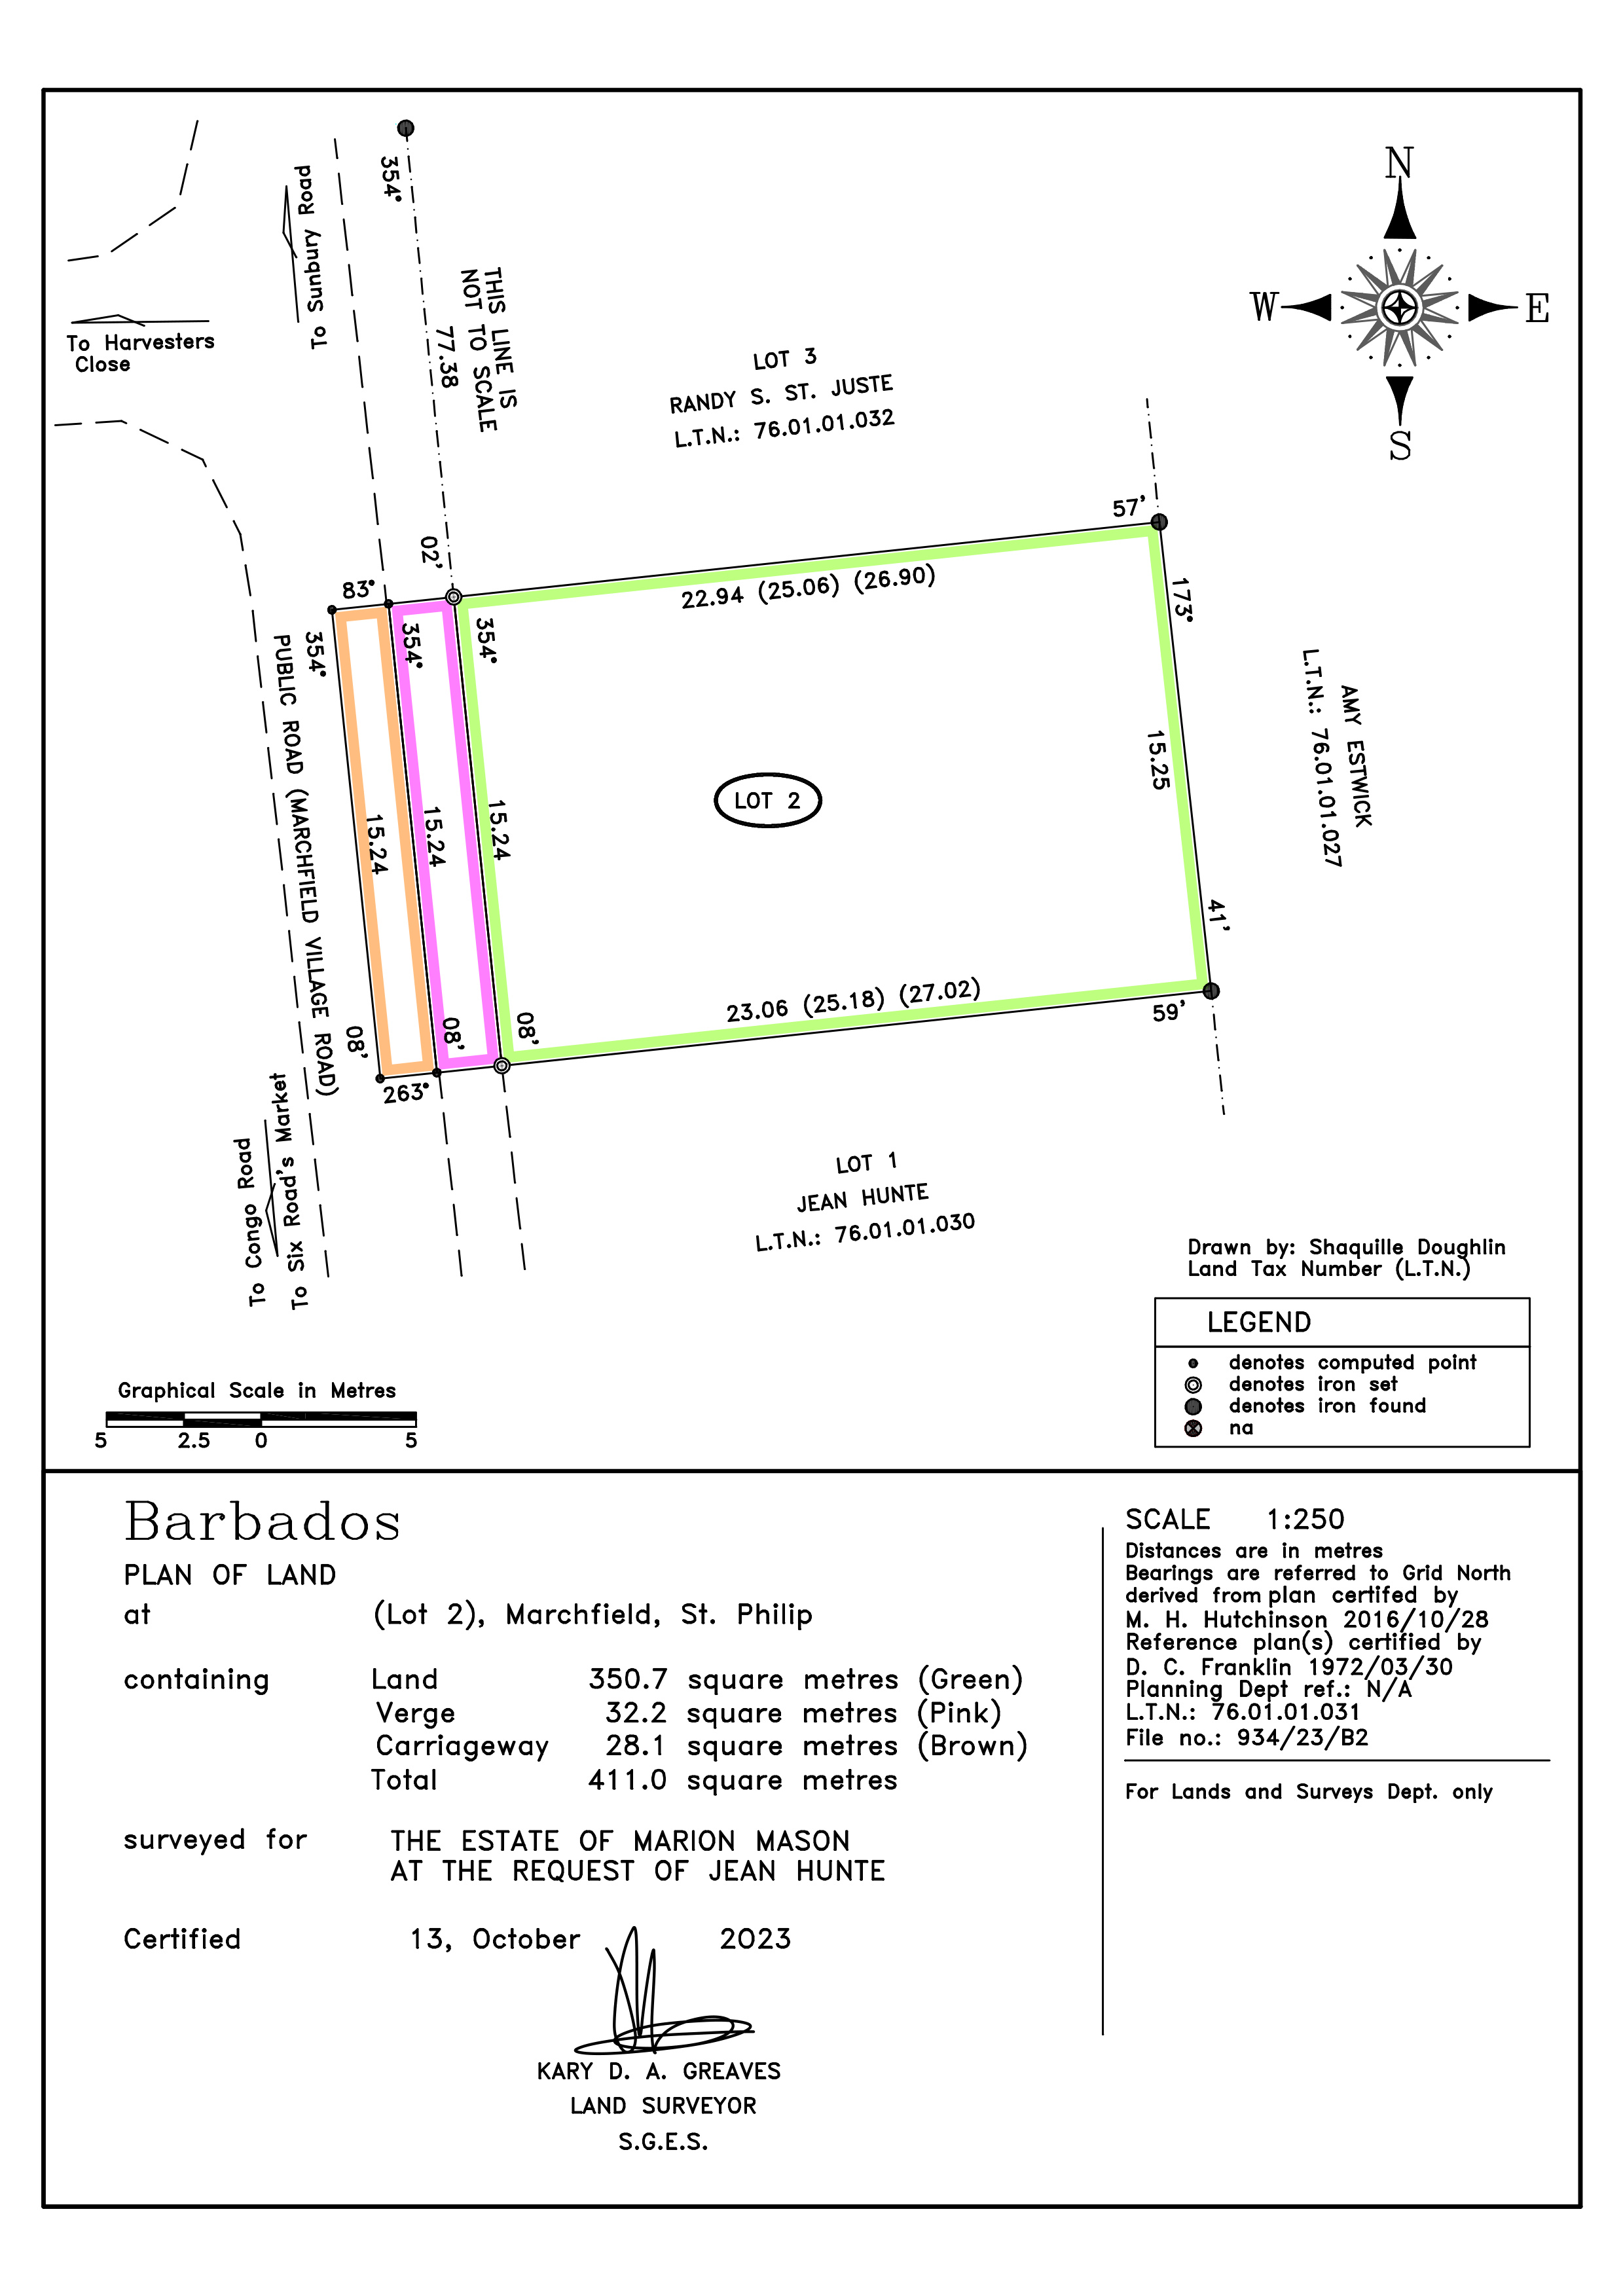 N
W
E
S
354°
To Sunbury Road
To Harvesters
Close
THIS LINE IS
NOT TO SCALE
77.38
02'
LOT 3
RANDY S. ST. JUSTE
L.T.N.: 76.01.01.032
57'
83°
22.94 (25.06) (26.90)
173°
354°
354°
354°
PUBLIC ROAD (MARCHFIELD VILLAGE ROAD)
15.24
15.24
15.24
LOT 2
15.25
AMY ESTWICK
L.T.N.: 76.01.01.027
41'
23.06 (25.18) (27.02)
59'
08'
08'
08'
263°
To Congo Road
To Six Road's Market
LOT 1
JEAN HUNTE
L.T.N.: 76.01.01.030
Drawn by: Shaquille Doughlin
Land Tax Number (L.T.N.)
LEGEND
denotes computed point
denotes iron set
denotes iron found
na
Graphical Scale in Metres
5 2.5 0 5
Barbados
PLAN OF LAND
at (Lot 2), Marchfield, St. Philip
containing Land 350.7 square metres (Green)
Verge 32.2 square metres (Pink)
Carriageway 28.1 square metres (Brown)
Total 411.0 square metres
surveyed for THE ESTATE OF MARION MASON
AT THE REQUEST OF JEAN HUNTE
Certified 13, October 2023
KARY D. A. GREAVES
LAND SURVEYOR
S.G.E.S.
SCALE 1:250
Distances are in metres
Bearings are referred to Grid North
derived from plan certifed by
M. H. Hutchinson 2016/10/28
Reference plan(s) certified by
D. C. Franklin 1972/03/30
Planning Dept ref.: N/A
L.T.N.: 76.01.01.031
File no.: 934/23/B2
For Lands and Surveys Dept. only